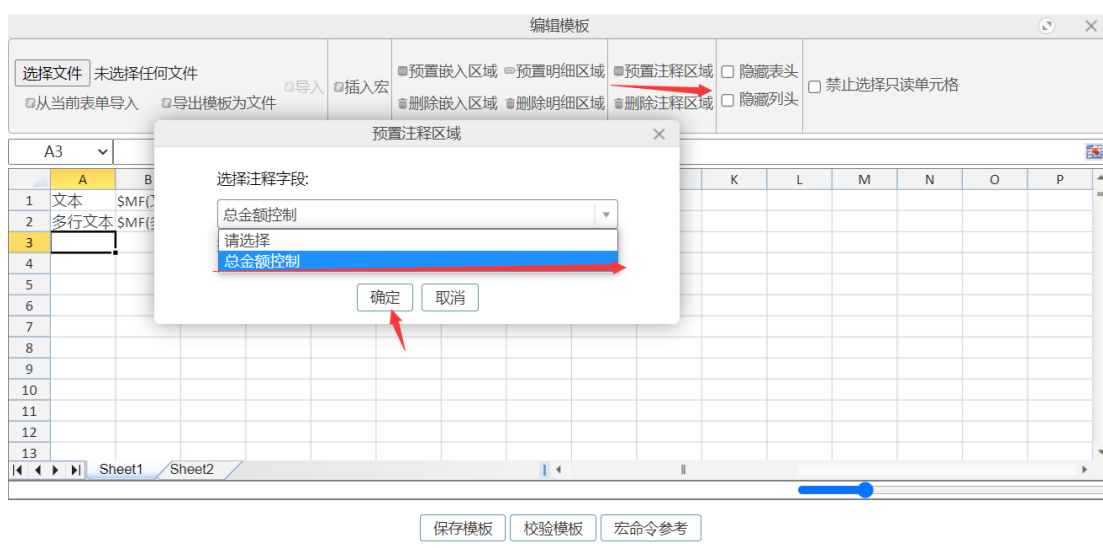 编辑模板
选择文件 未选择任何文件
导入
插入宏
预置嵌入区域 预置明细区域 预置注释区域
隐藏表头
禁止选择只读单元格
从当前表单导入 导出模板为文件
删除嵌入区域 删除明细区域 删除注释区域
隐藏列头
预置注释区域
A3
选择注释字段:
A B K L M N O P
1 文本 $MF(
2 多行文本 $MF(
总金额控制
3
请选择
4
总金额控制
5
6
确定 取消
7
8
9
10
11
12
13
Sheet1 Sheet2
保存模板 校验模板 宏命令参考